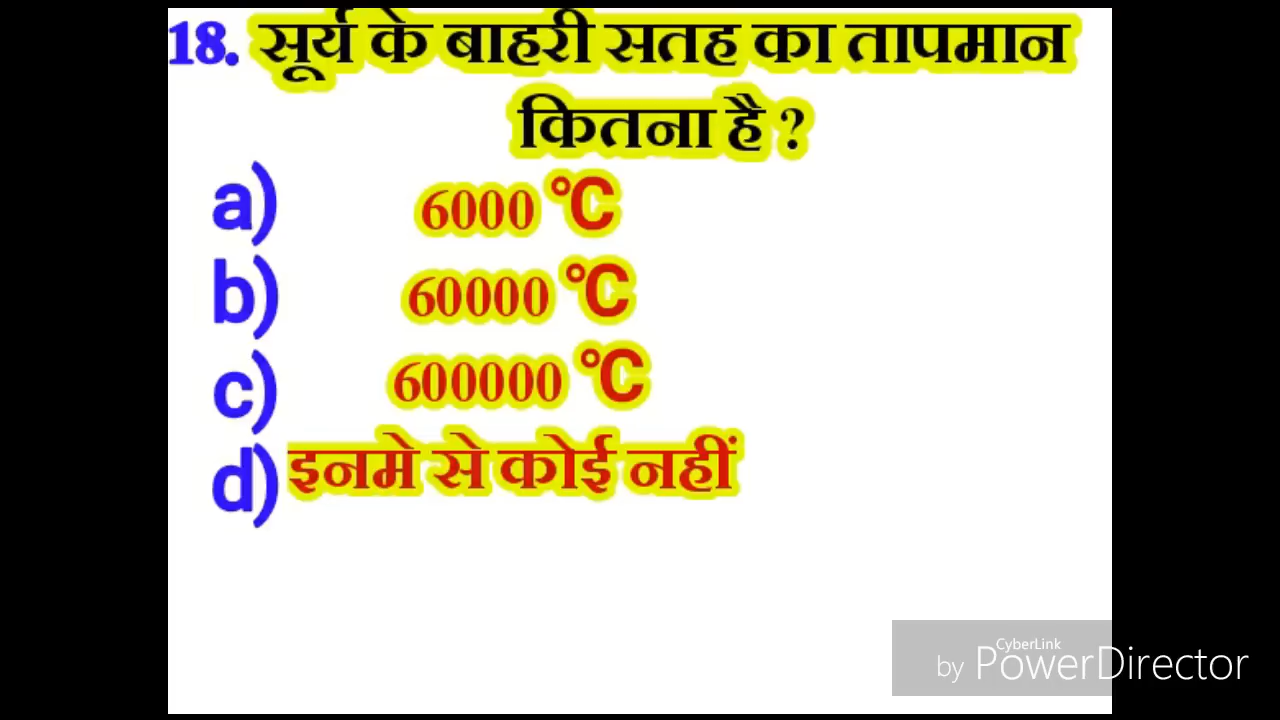 18. सूर्य के बाहरी सतह का तापमान
कितना है ?
a) 6000 °C
b) 60000 °C
c) 600000 °C
d) इनमे से कोई नहीं
CyberLink
by PowerDirector